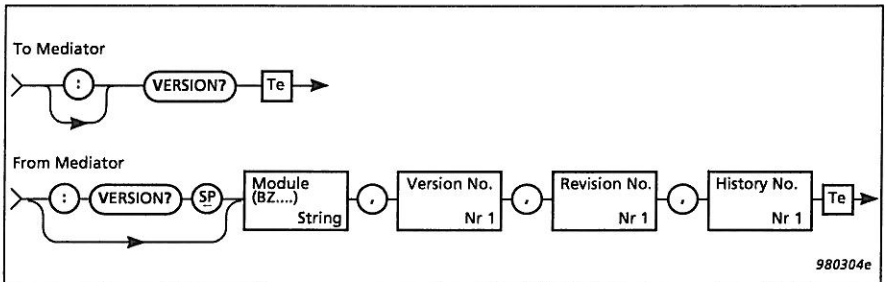 To Mediator
: VERSION? Te
From Mediator
: VERSION? SP Module (BZ....) String , Version No. Nr 1 , Revision No. Nr 1 , History No. Nr 1 Te
980304e